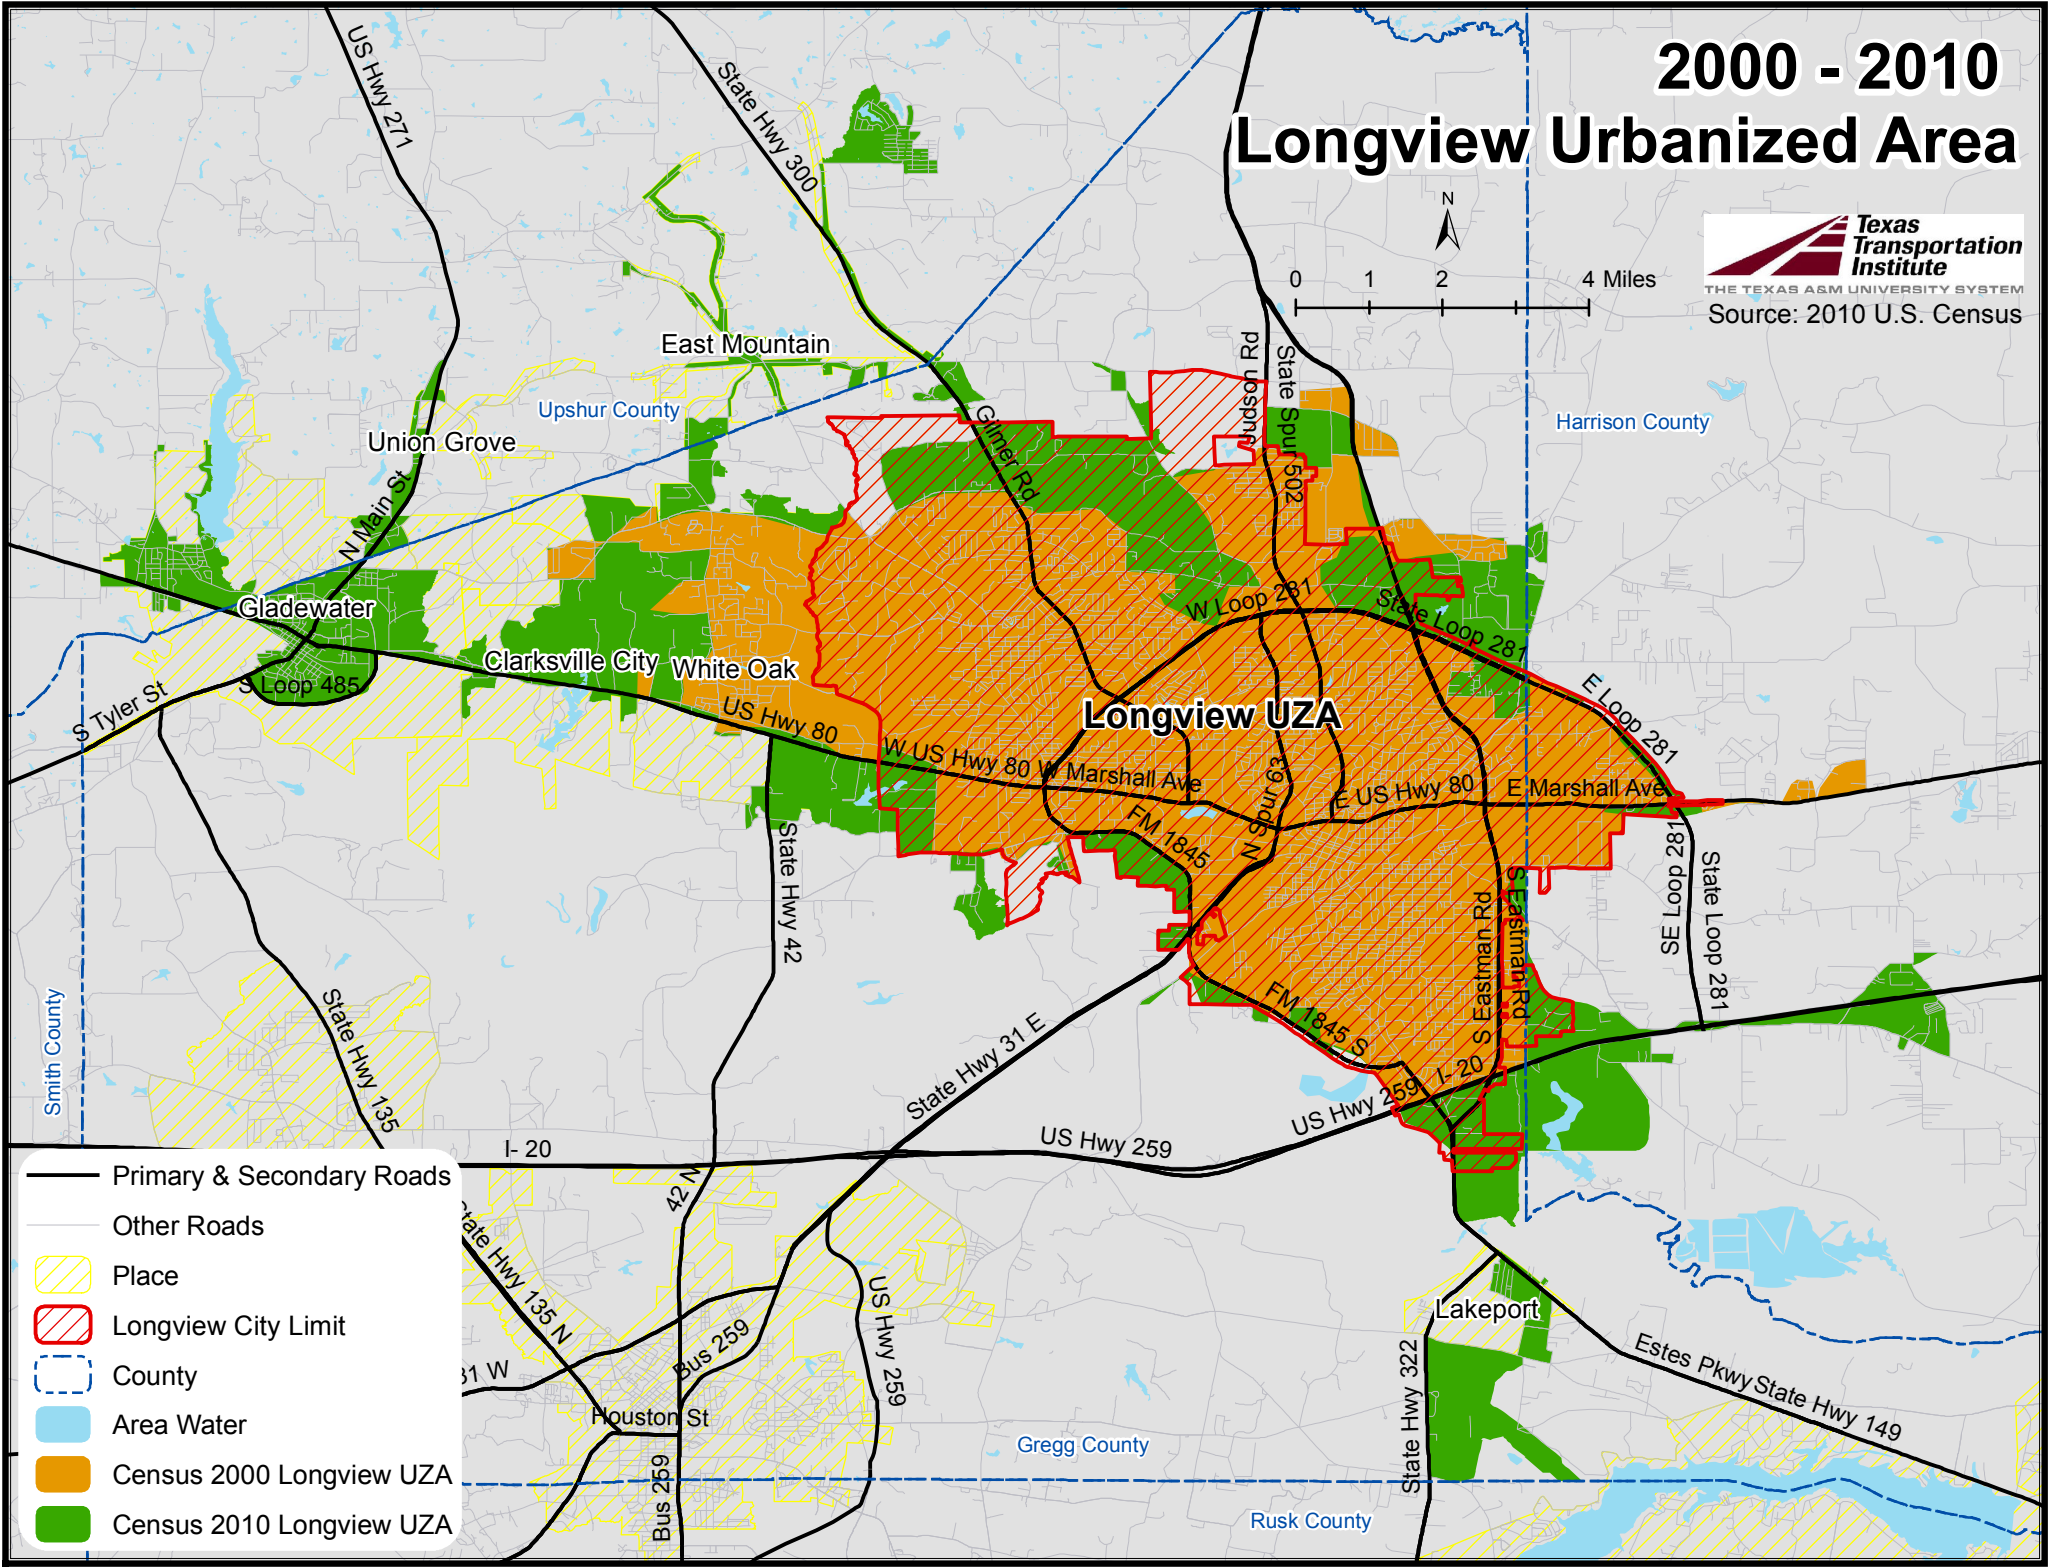 2000 - 2010
Longview Urbanized Area
N
0 1 2 4 Miles
Texas
Transportation
Institute
THE TEXAS A&M UNIVERSITY SYSTEM
Source: 2010 U.S. Census
US Hwy 271
State Hwy 300
East Mountain
Upshur County
Judson Rd
State Spur 502
Harrison County
Union Grove
Gilmer Rd
N Main St
Gladewater
W Loop 281
State Loop 281
Clarksville City
White Oak
S Loop 485
S Tyler St
US Hwy 80
Longview UZA
E Loop 281
W US Hwy 80
W Marshall Ave
N Spur 63
E US Hwy 80
E Marshall Ave
FM 1845
State Hwy 42
SE Loop 281
State Loop 281
S Eastman Rd
S Eastman Rd
Smith County
State Hwy 135
State Hwy 31 E
FM 1845 S
I- 20
US Hwy 259
US Hwy 259
I- 20
42 N
State Hwy 135 N
31 W
Bus 259
US Hwy 259
Houston St
Bus 259
Lakeport
State Hwy 322
Estes Pkwy
State Hwy 149
Gregg County
Rusk County
Primary & Secondary Roads
Other Roads
Place
Longview City Limit
County
Area Water
Census 2000 Longview UZA
Census 2010 Longview UZA